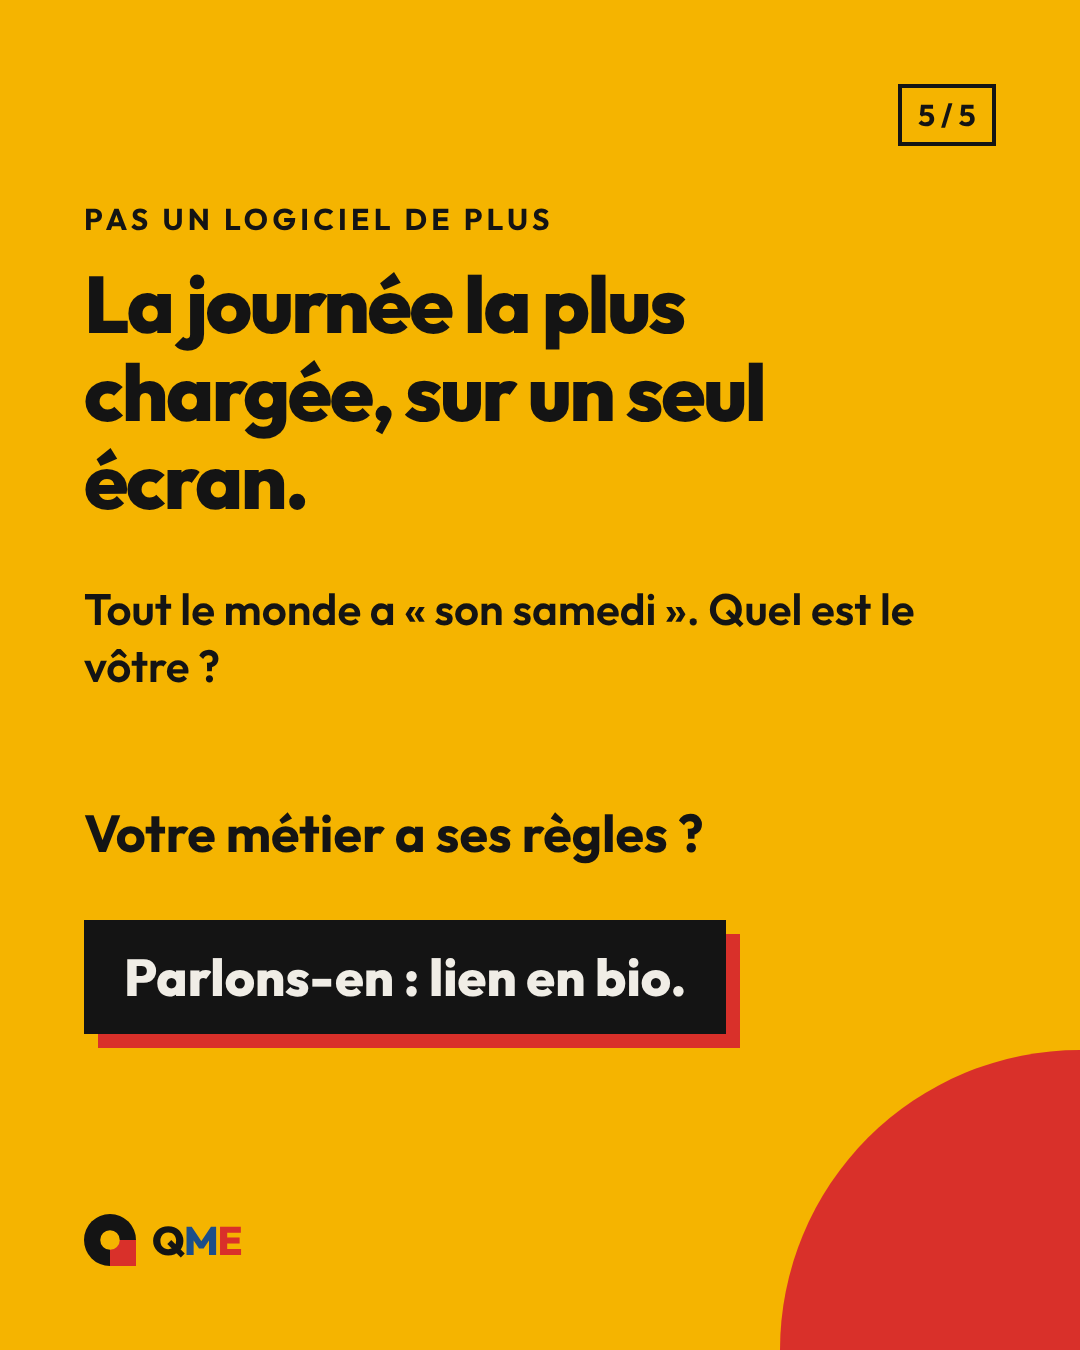 5 / 5
PAS UN LOGICIEL DE PLUS
La journée la plus
chargée, sur un seul
écran.
Tout le monde a « son samedi ». Quel est le
vôtre ?
Votre métier a ses règles ?
Parlons-en : lien en bio.
QME